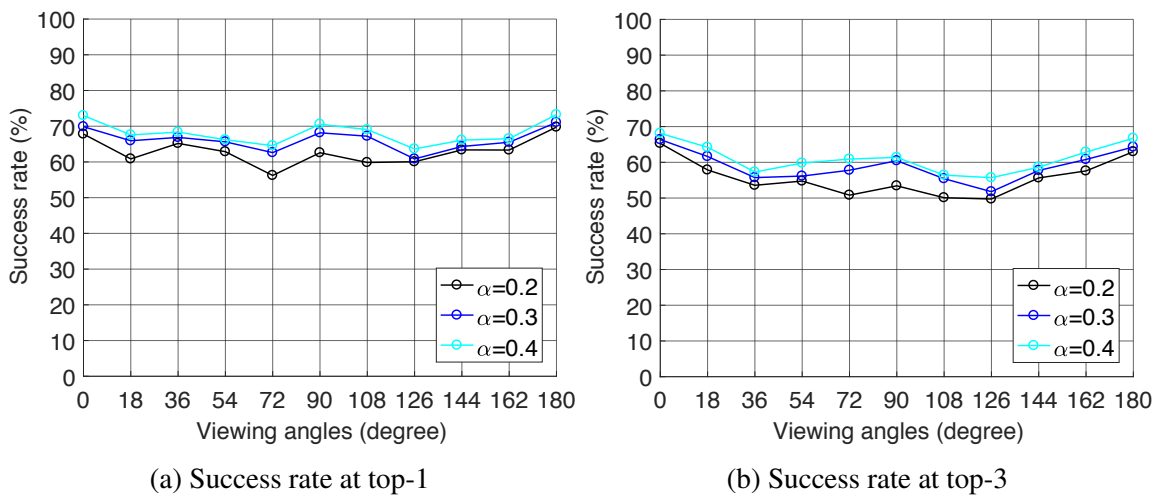 100
90
80
70
60
50
40
30
20
10
0
Success rate (%)
α=0.2
α=0.3
α=0.4
0 18 36 54 72 90 108 126 144 162 180
Viewing angles (degree)
(a) Success rate at top-1
100
90
80
70
60
50
40
30
20
10
0
Success rate (%)
α=0.2
α=0.3
α=0.4
0 18 36 54 72 90 108 126 144 162 180
Viewing angles (degree)
(b) Success rate at top-3